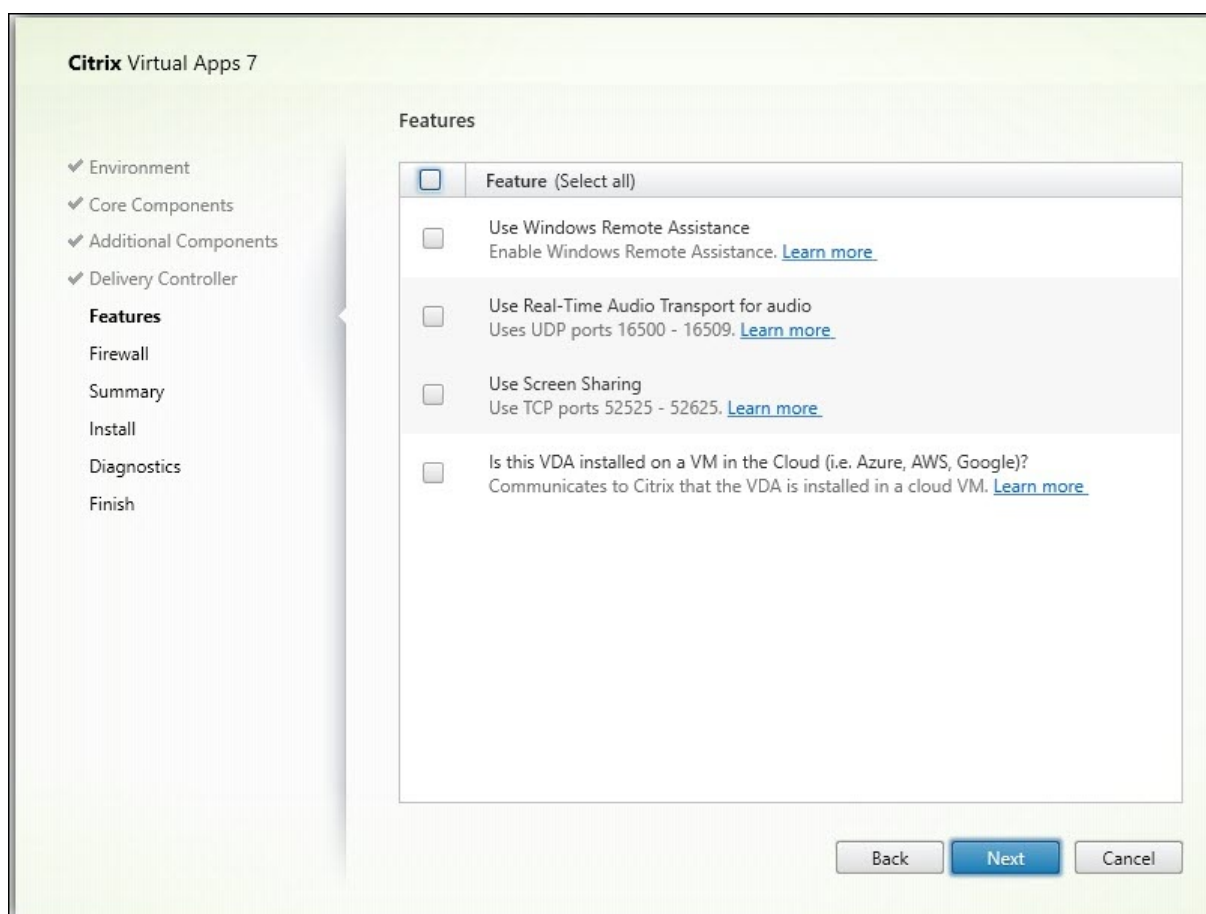 Citrix Virtual Apps 7
Features
Environment
Core Components
Additional Components
Delivery Controller
Features
Firewall
Summary
Install
Diagnostics
Finish
Feature (Select all)
Use Windows Remote Assistance
Enable Windows Remote Assistance. Learn more
Use Real-Time Audio Transport for audio
Uses UDP ports 16500 - 16509. Learn more
Use Screen Sharing
Use TCP ports 52525 - 52625. Learn more
Is this VDA installed on a VM in the Cloud (i.e. Azure, AWS, Google)?
Communicates to Citrix that the VDA is installed in a cloud VM. Learn more
Back
Next
Cancel